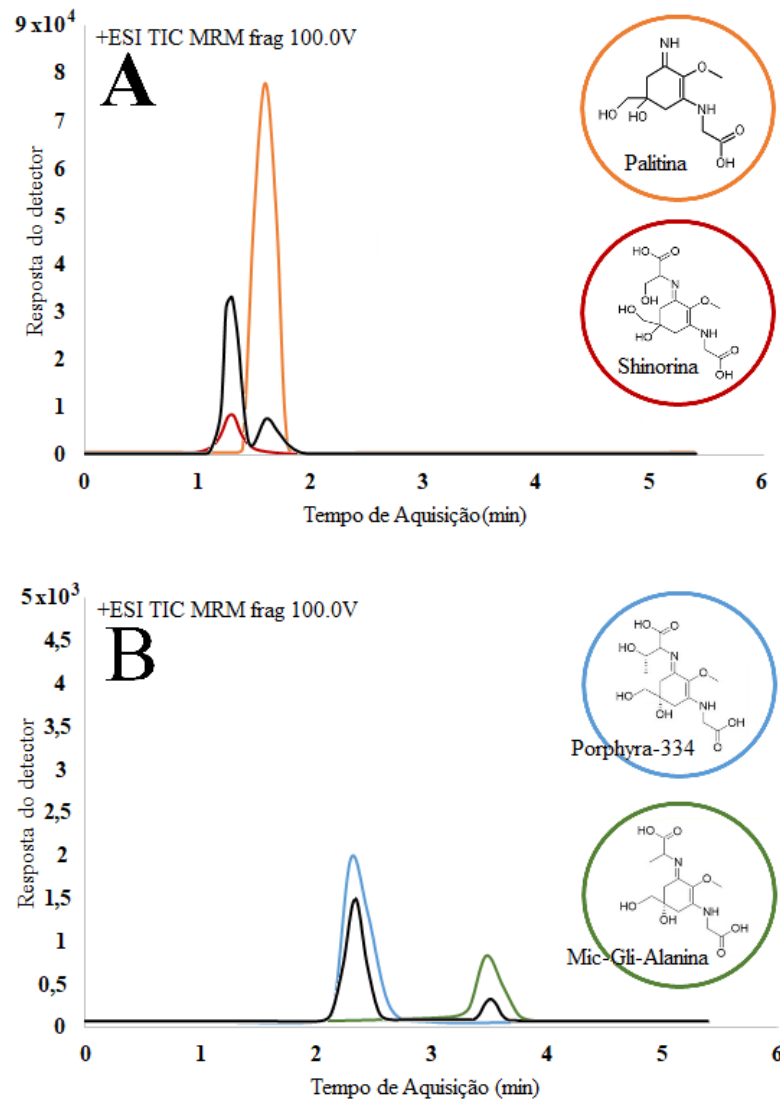 9 x10⁴
+ESI TIC MRM frag 100.0V
A
8
7
6
5
4
3
2
1
0
Resposta do detector
0 1 2 3 4 5 6
Tempo de Aquisição (min)
NH
O
HO
HO
NH
O
OH
Palitina
HO
O
N
OH
O
HO
HO
NH
O
OH
Shinorina
5 x10³
+ESI TIC MRM frag 100.0V
B
4,5
4
3,5
3
2,5
2
1,5
1
0,5
0
Resposta do detector
0 1 2 3 4 5 6
Tempo de Aquisição (min)
HO
O
HO
N
O
HO
OH
NH
OH
O
Porphyra-334
HO
O
N
O
HO
OH
NH
OH
O
Mic-Gli-Alanina